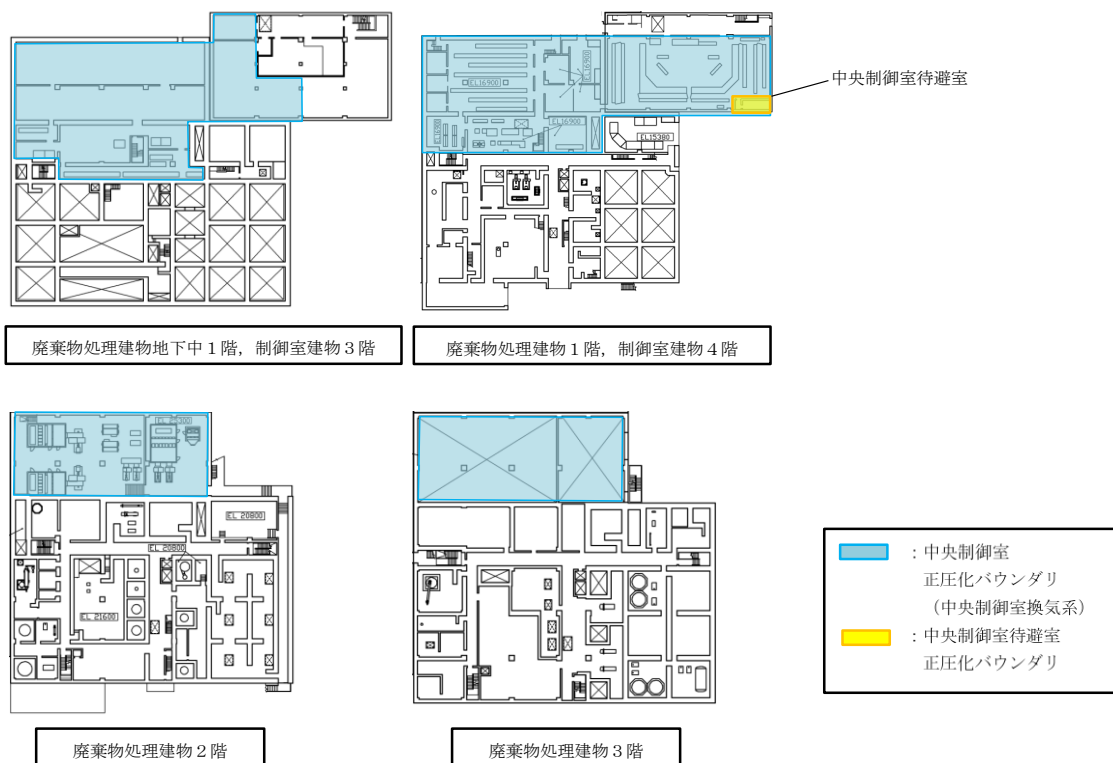 EL16900
EL16900
EL16900
EL16900
EL15380
中央制御室待避室
廃棄物処理建物地下中1階，制御室建物3階
廃棄物処理建物1階，制御室建物4階
EL 25300
EL 20800
EL 20800
EL 21600
：中央制御室
正圧化バウンダリ
（中央制御室換気系）
：中央制御室待避室
正圧化バウンダリ
廃棄物処理建物2階
廃棄物処理建物3階